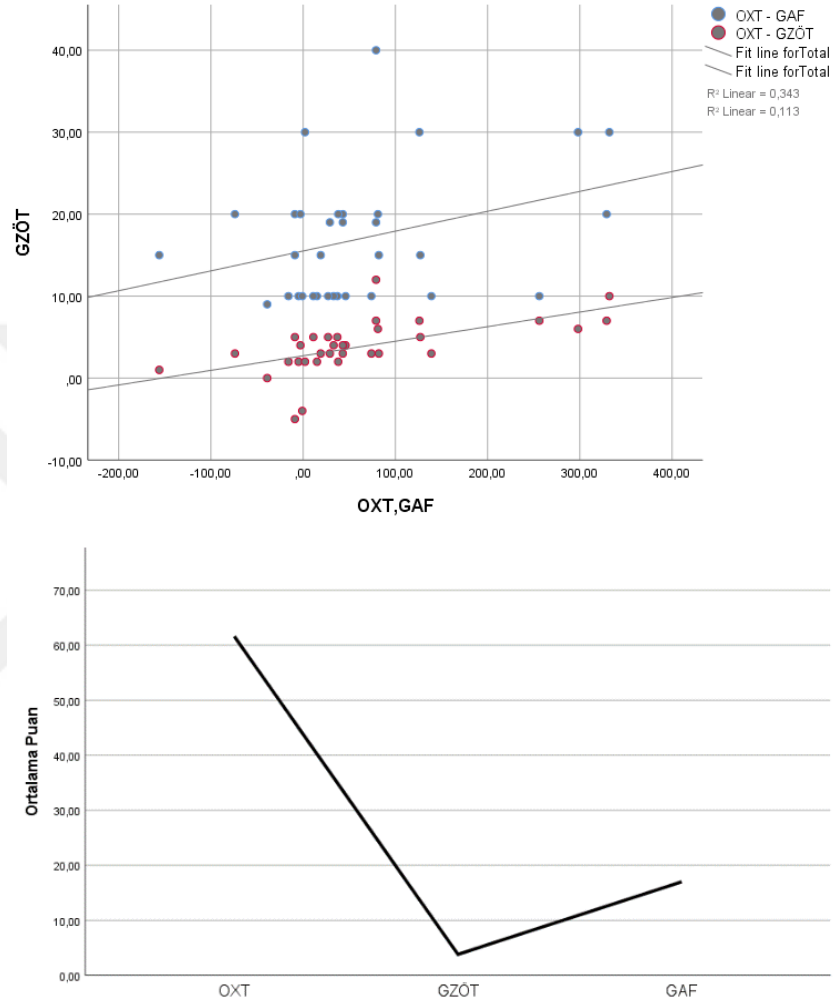 OXT - GAF
OXT - GZÖT
Fit line forTotal
Fit line forTotal
R² Linear = 0,343
R² Linear = 0,113
40,00
30,00
20,00
10,00
,00
-10,00
GZÖT
-200,00 -100,00 ,00 100,00 200,00 300,00 400,00
OXT,GAF
70,00
60,00
50,00
40,00
30,00
20,00
10,00
0,00
Ortalama Puan
OXT GZÖT GAF